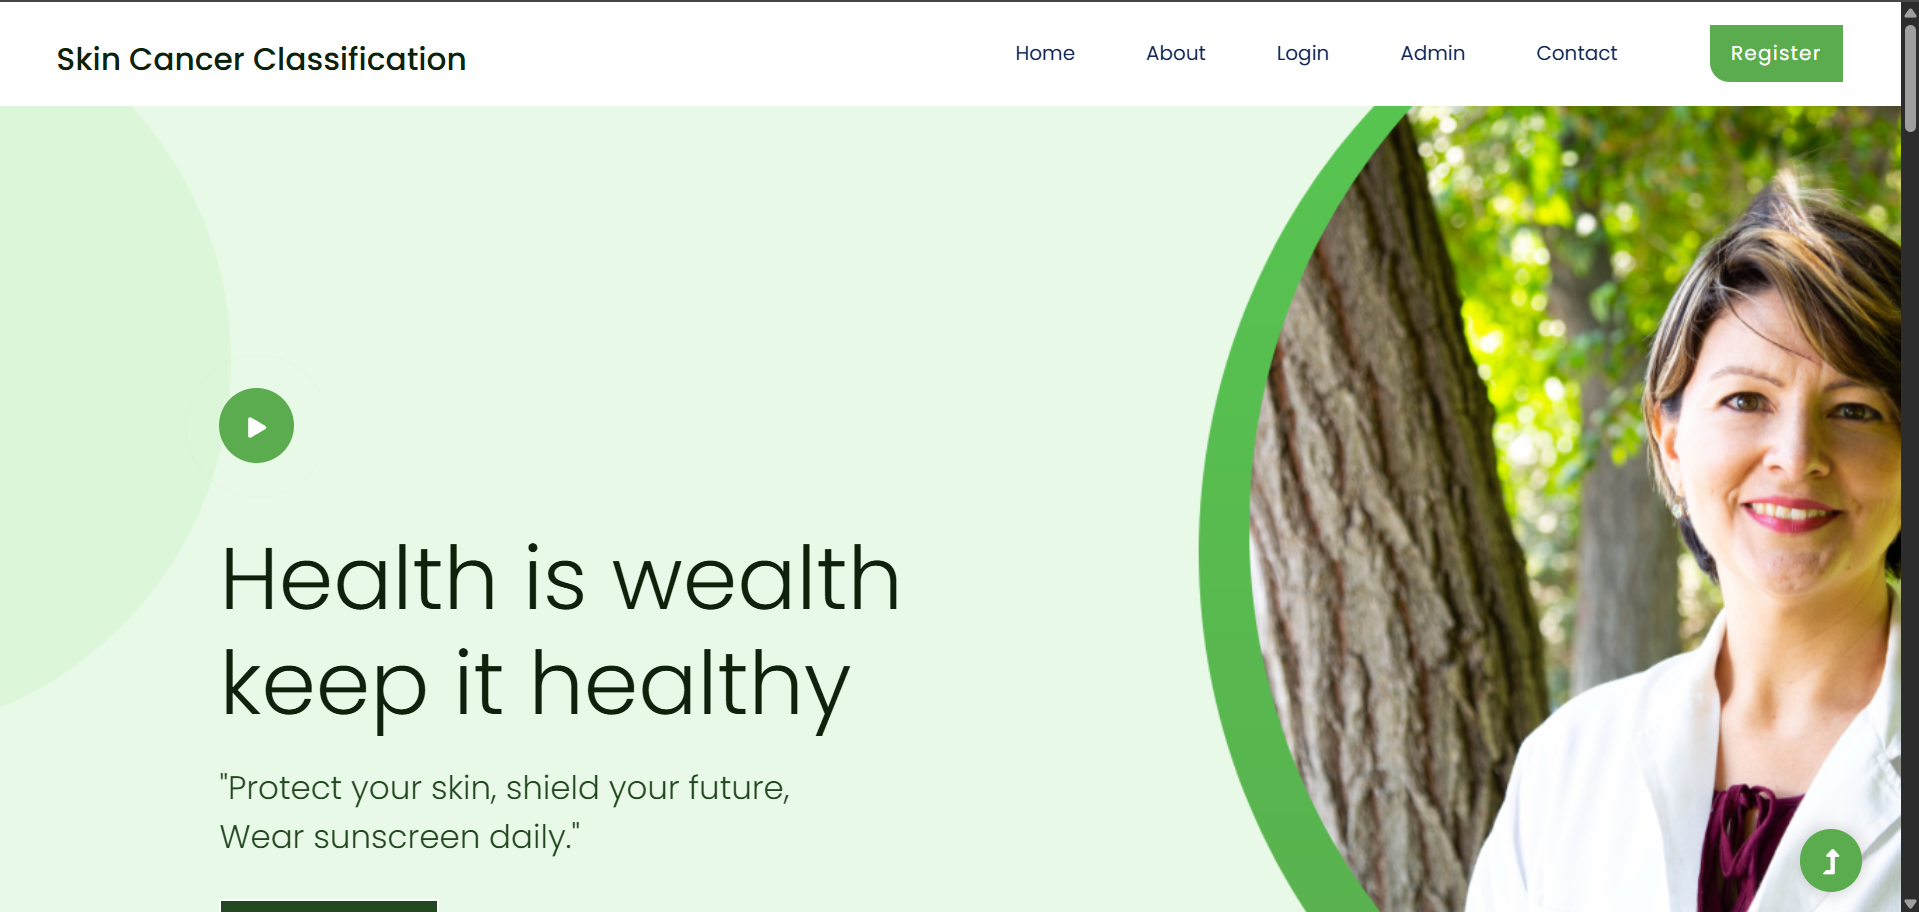 Skin Cancer Classification
Home About Login Admin Contact Register
Health is wealth
keep it healthy
"Protect your skin, shield your future,
Wear sunscreen daily."